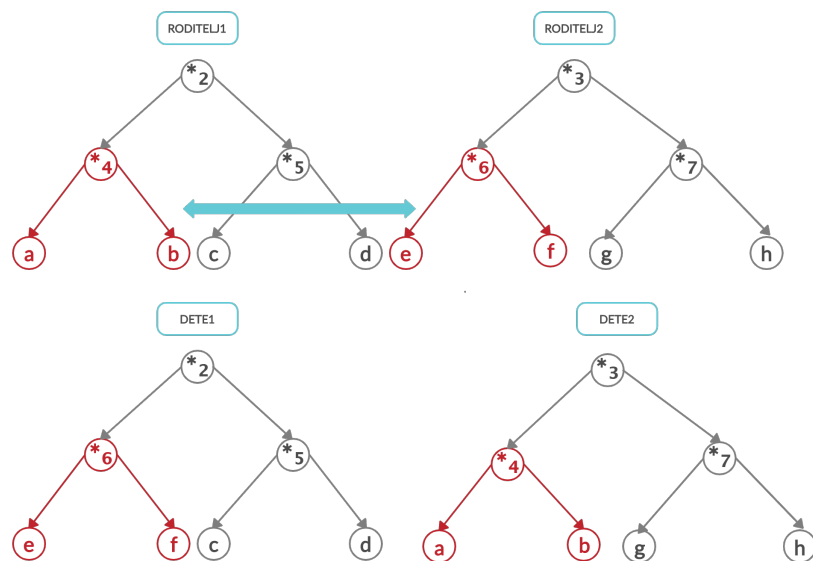 RODITELJ1
RODITELJ2
*2
*3
*4
*5
*6
*7
a
b
c
d
e
f
g
h
DETE1
DETE2
*2
*3
*6
*5
*4
*7
e
f
c
d
a
b
g
h